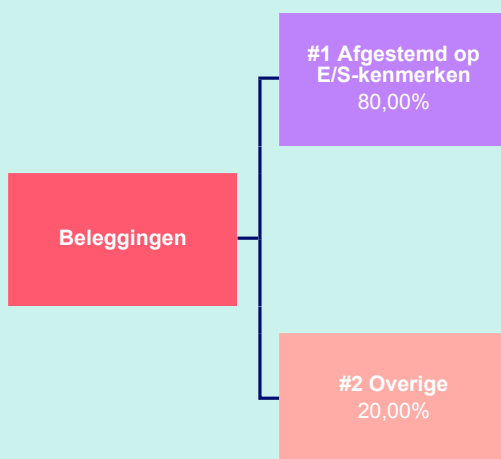 #1 Afgestemd op
E/S-kenmerken
80,00%
Beleggingen
#2 Overige
20,00%